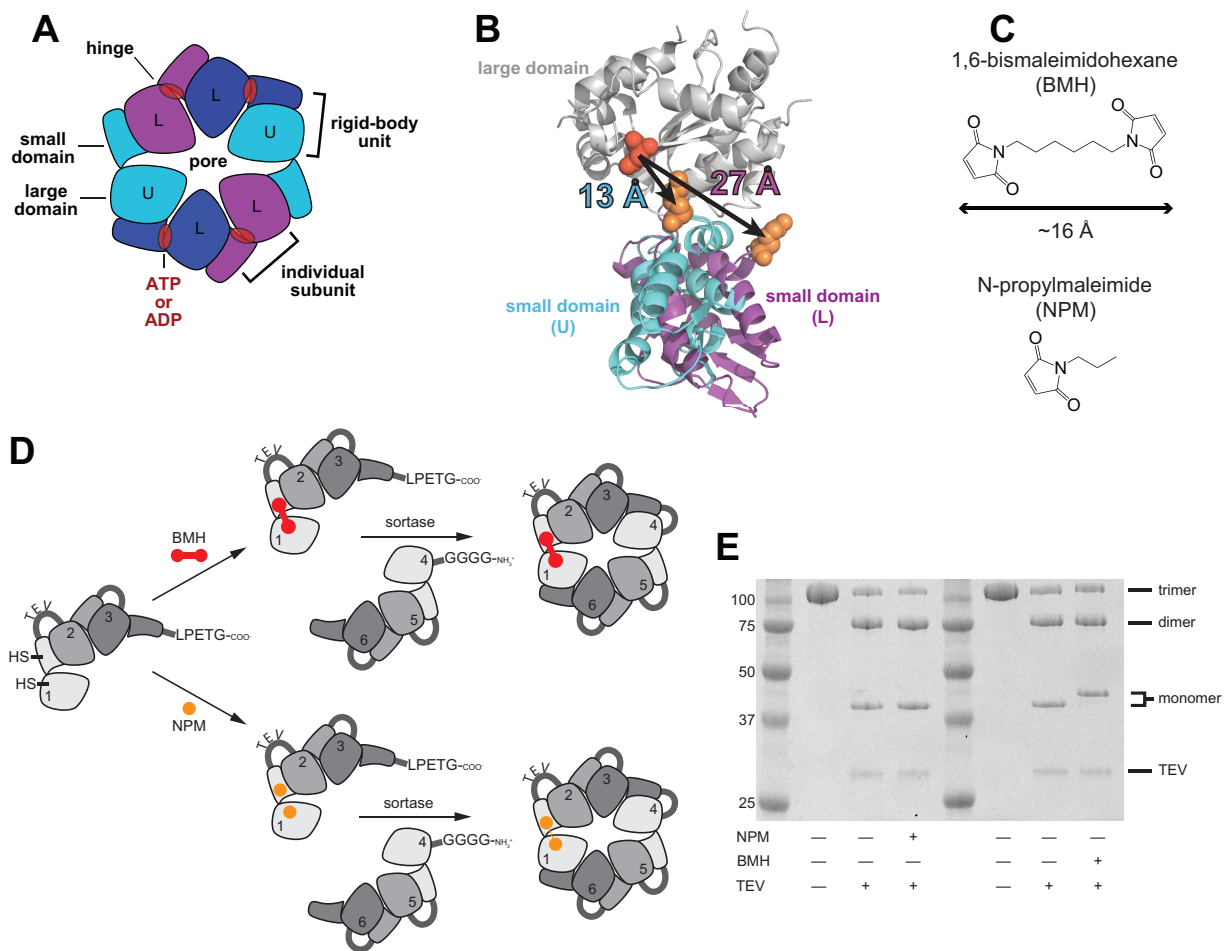 A
hinge
L
L
U
small
domain
rigid-body
unit
pore
large
domain
U
L
L
ATP
or
ADP
individual
subunit
B
large domain
13 Å
27 Å
small domain
(U)
small domain
(L)
C
1,6-bismaleimidohexane
(BMH)
O
N
O
O
N
O
~16 Å
N-propylmaleimide
(NPM)
O
N
O
D
TEV
HS
HS
1
2
3
LPETG-COO-
BMH
TEV
1
2
3
LPETG-COO-
sortase
4
GGGG-NH3+
5
6
TEV
1
2
3
4
5
6
NPM
TEV
1
2
3
LPETG-COO-
sortase
4
GGGG-NH3+
5
6
TEV
1
2
3
4
5
6
E
100
75
50
37
25
trimer
dimer
monomer
TEV
NPM — — + — — —
BMH — — — — — +
TEV — + + — + +